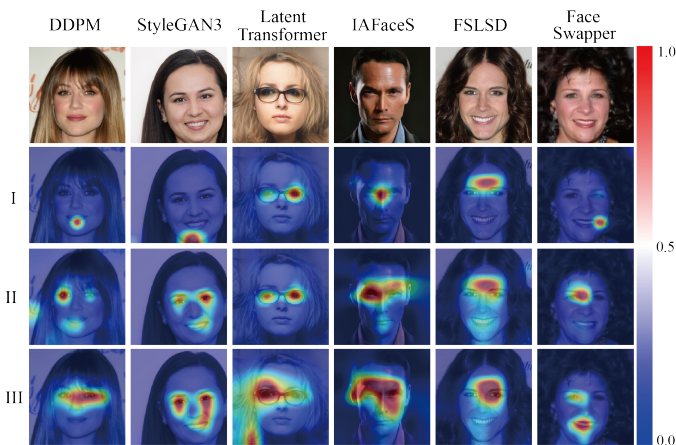 DDPM StyleGAN3 Latent Transformer IAFaceS FSLSD Face Swapper
1.0
I
0.5
II
III
0.0